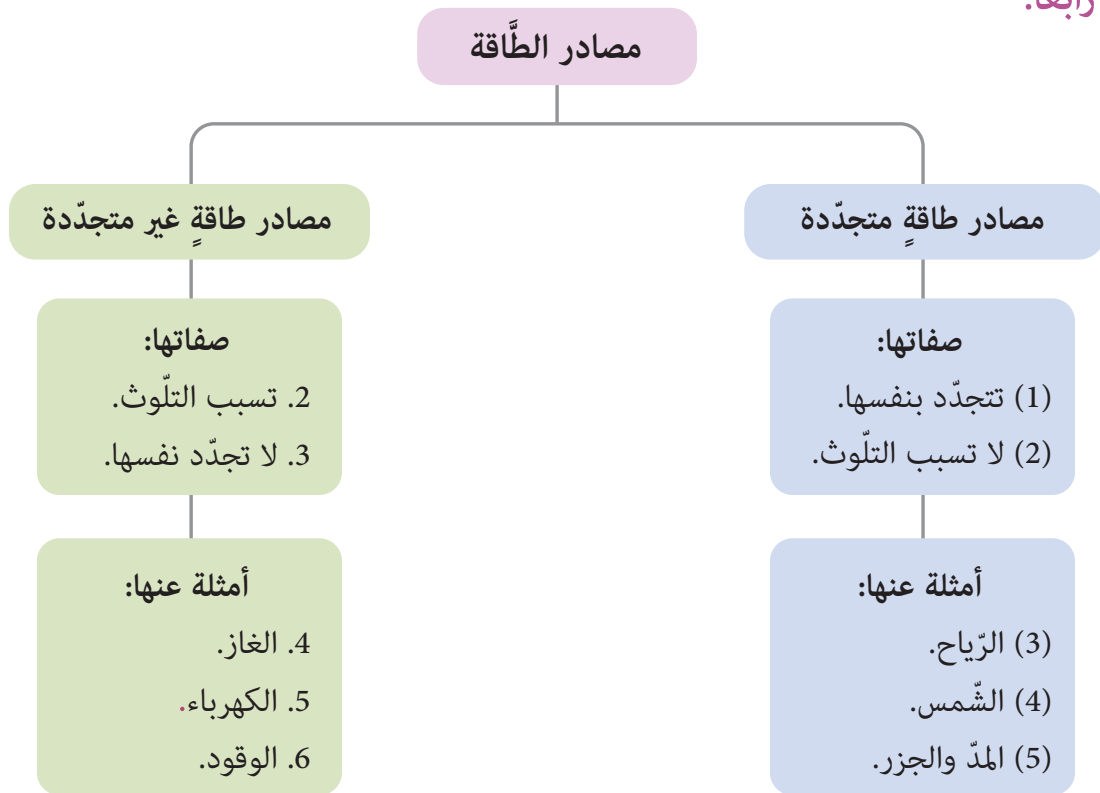 رابعًا:
مصادر الطَّاقة
مصادر طاقةٍ متجدّدة
صفاتها:
(1) تتجدّد بنفسها.
(2) لا تسبب التلّوث.
أمثلة عنها:
(3) الرّياح.
(4) الشّمس.
(5) المدّ والجزر.
مصادر طاقةٍ غير متجدّدة
صفاتها:
2. تسبب التلّوث.
3. لا تجدّد نفسها.
أمثلة عنها:
4. الغاز.
5. الكهرباء.
6. الوقود.